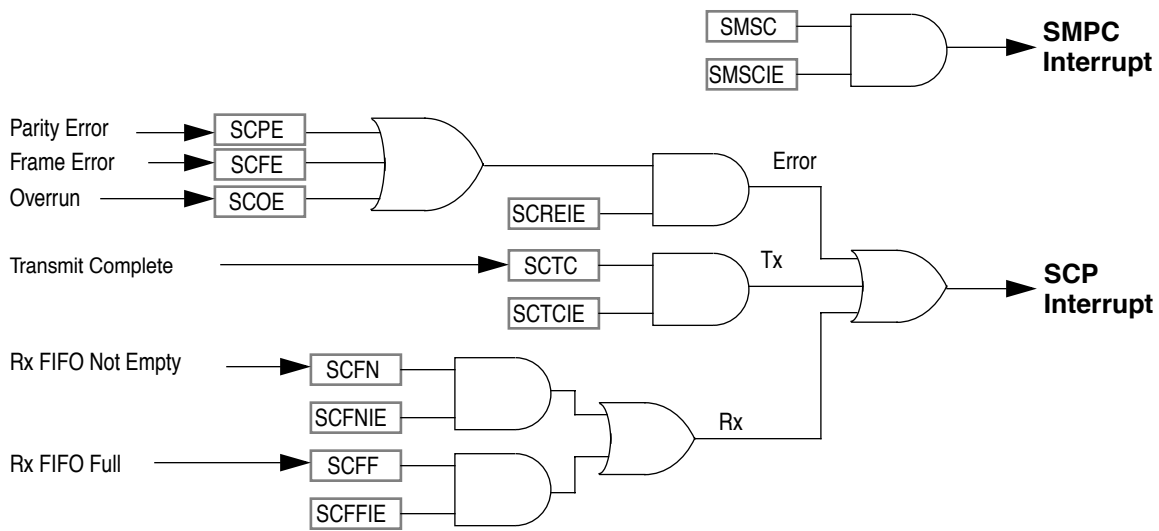 SMSC
SMSCIE
SMPC
Interrupt
Parity Error
SCPE
Frame Error
SCFE
Overrun
SCOE
SCREIE
Error
Transmit Complete
SCTC
SCTCIE
Tx
SCP
Interrupt
Rx FIFO Not Empty
SCFN
SCFNIE
Rx
Rx FIFO Full
SCFF
SCFFIE